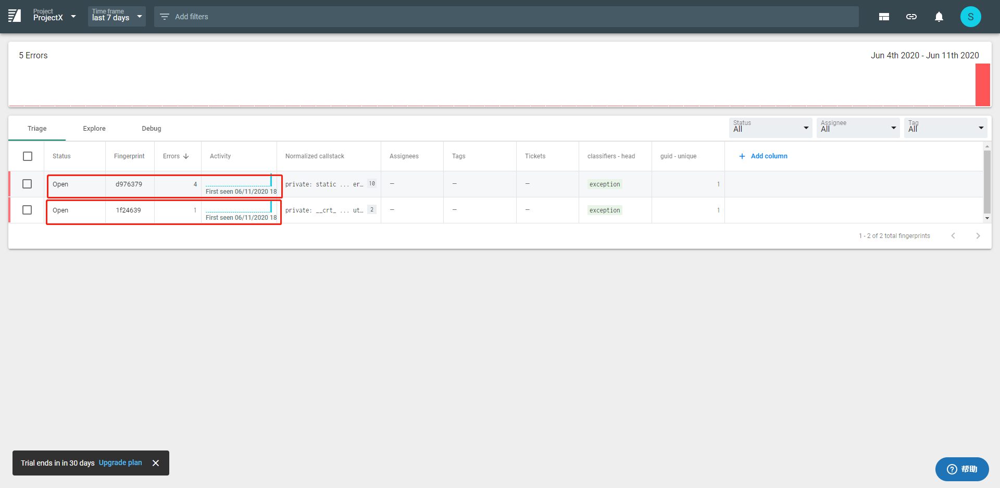 Project
ProjectX
Time frame
last 7 days
Add filters
S
5 Errors
Jun 4th 2020 - Jun 11th 2020
Triage
Explore
Debug
Status
All
Assignee
All
Tag
All
Status Fingerprint Errors Activity Normalized callstack Assignees Tags Tickets classifiers - head guid - unique + Add column
Open d976379 4 private: static ... er... 10 – – – exception 1
First seen 06/11/2020 18
Open 1f24639 1 private: __crt_ ... ut... 2 – – – exception 1
First seen 06/11/2020 18
1 - 2 of 2 total fingerprints
Trial ends in in 30 days Upgrade plan
? 帮助